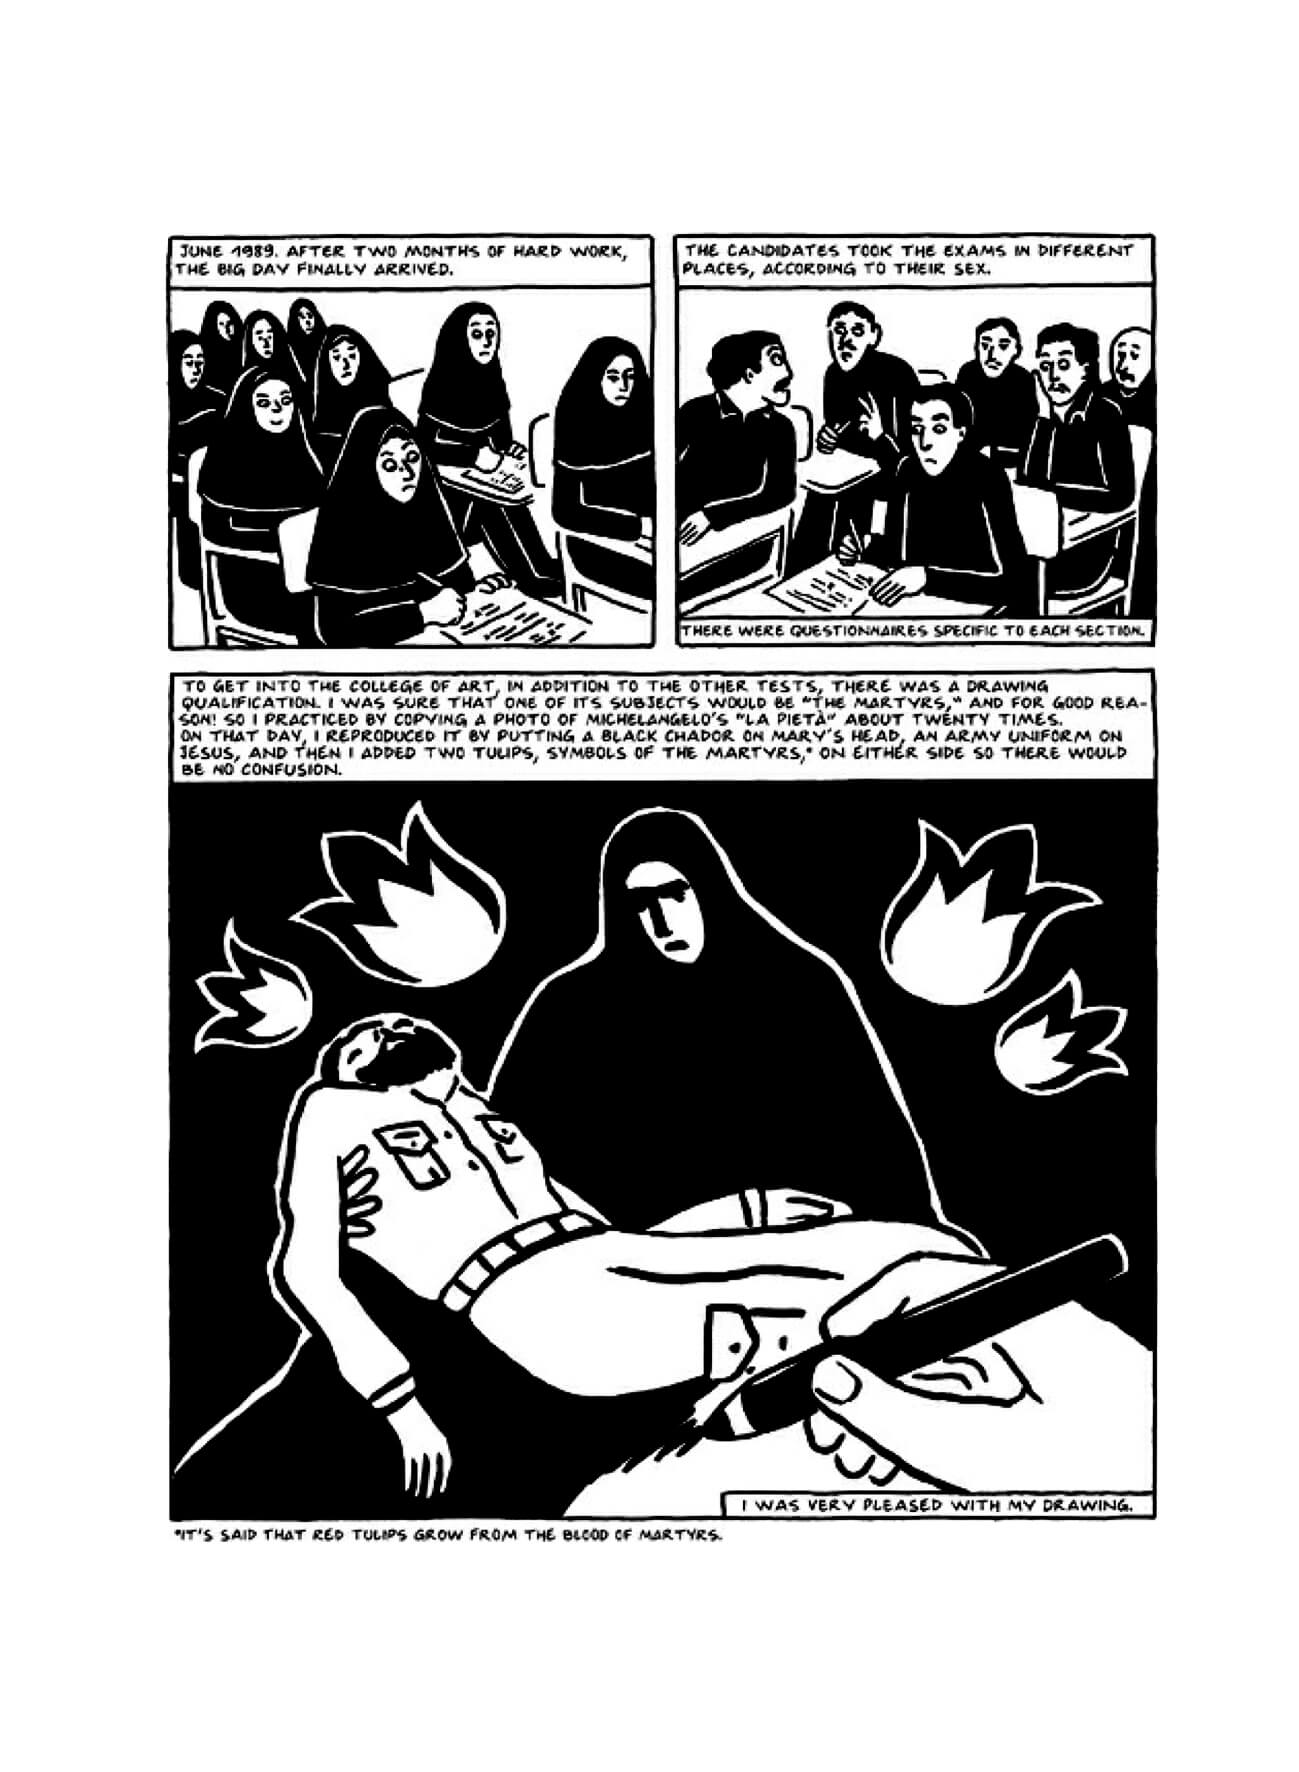 JUNE 1989. AFTER TWO MONTHS OF HARD WORK,
THE BIG DAY FINALLY ARRIVED.
THE CANDIDATES TOOK THE EXAMS IN DIFFERENT
PLACES, ACCORDING TO THEIR SEX.
THERE WERE QUESTIONNAIRES SPECIFIC TO EACH SECTION.
TO GET INTO THE COLLEGE OF ART, IN ADDITION TO THE OTHER TESTS, THERE WAS A DRAWING
QUALIFICATION. I WAS SURE THAT ONE OF ITS SUBJECTS WOULD BE "THE MARTYRS," AND FOR GOOD REA-
SON! SO I PRACTICED BY COPYING A PHOTO OF MICHELANGELO'S "LA PIETÀ" ABOUT TWENTY TIMES.
ON THAT DAY, I REPRODUCED IT BY PUTTING A BLACK CHADOR ON MARY'S HEAD, AN ARMY UNIFORM ON
JESUS, AND THEN I ADDED TWO TULIPS, SYMBOLS OF THE MARTYRS,* ON EITHER SIDE SO THERE WOULD
BE NO CONFUSION.
I WAS VERY PLEASED WITH MY DRAWING.
*IT'S SAID THAT RED TULIPS GROW FROM THE BLOOD OF MARTYRS.